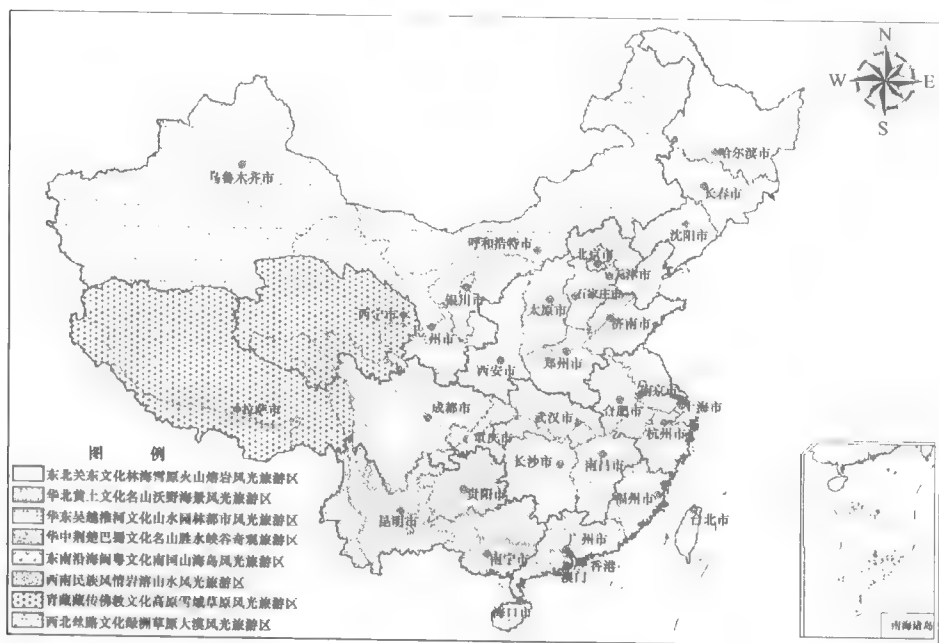 N
W E
S
哈尔滨市
乌鲁木齐市
长春市
沈阳市
呼和浩特市
北京市
天津市
银川市
石家庄市
太原市
西宁市
济南市
兰州市
郑州市
西安市
南京市
上海市
合肥市
拉萨市
成都市
武汉市
杭州市
重庆市
长沙市
南昌市
贵阳市
福州市
昆明市
台北市
广州市
南宁市
香港
澳门
海口市
南海诸岛
图 例
东北关东文化林海雪原火山熔岩风光旅游区
华北黄土文化名山沃野海景风光旅游区
华东吴越淮河文化山水园林都市风光旅游区
华中荆楚巴蜀文化名山胜水峡谷奇观旅游区
东南沿海闽粤文化南国山海岛风光旅游区
西南民族风情岩溶山水风光旅游区
青藏藏传佛教文化高原雪域草原风光旅游区
西北丝路文化绿洲草原大漠风光旅游区